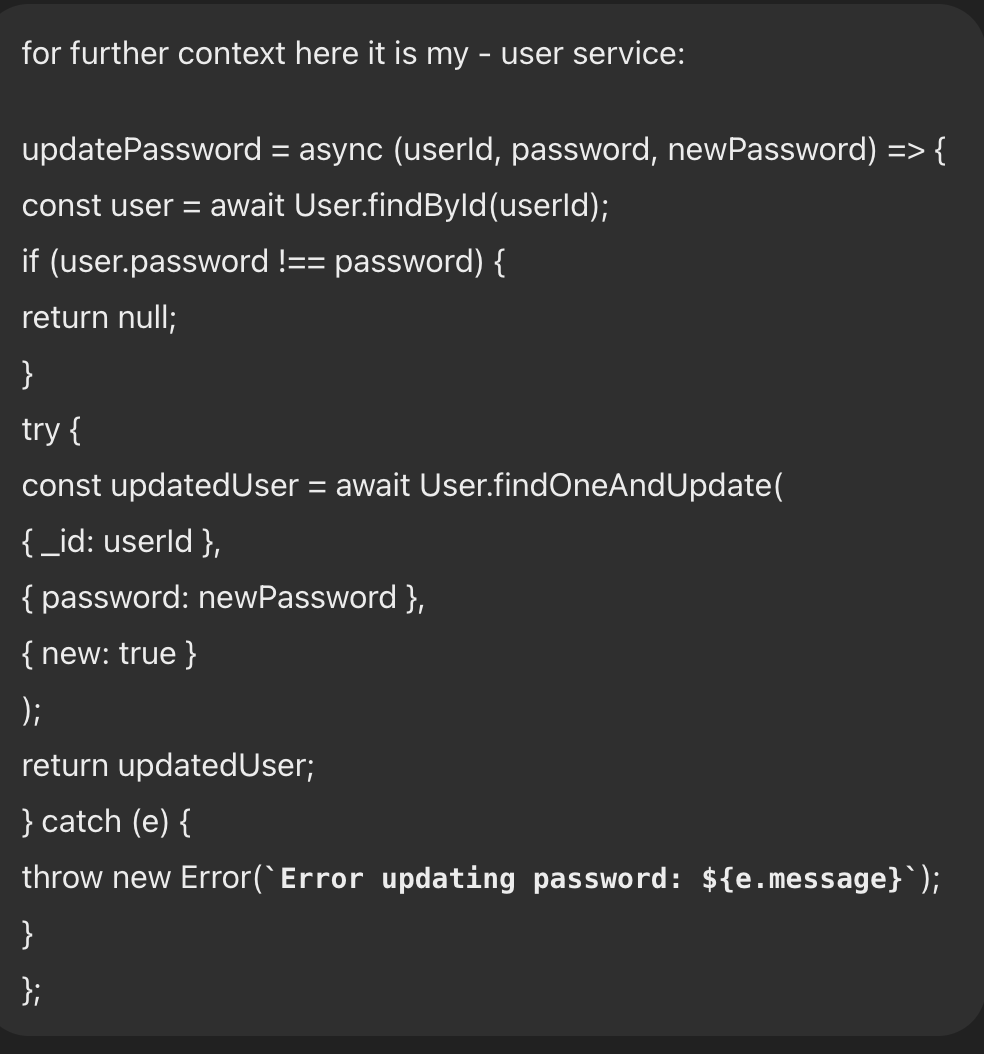 for further context here it is my - user service:
updatePassword = async (userId, password, newPassword) => {
const user = await User.findById(userId);
if (user.password !== password) {
return null;
}
try {
const updatedUser = await User.findOneAndUpdate(
{ _id: userId },
{ password: newPassword },
{ new: true }
);
return updatedUser;
} catch (e) {
throw new Error(`Error updating password: ${e.message}`);
}
};